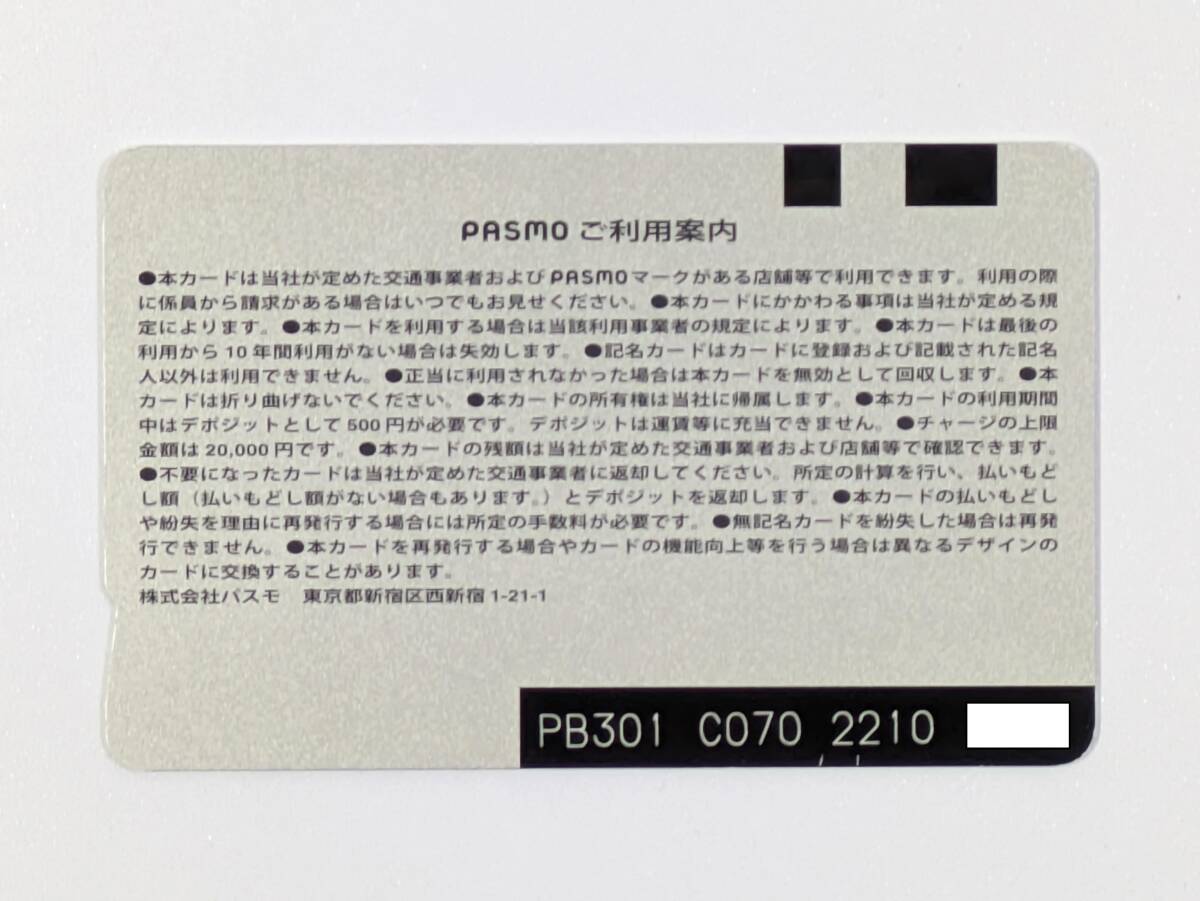 PASMO ご利用案内
●本カードは当社が定めた交通事業者およびPASMOマークがある店舗等で利用できます。利用の際
に係員から請求がある場合はいつでもお見せください。●本カードにかかわる事項は当社が定める規
定によります。●本カードを利用する場合は当該利用事業者の規定によります。●本カードは最後の
利用から10年間利用がない場合は失効します。●記名カードはカードに登録および記載された記名
人以外は利用できません。●正当に利用されなかった場合は本カードを無効として回収します。●本
カードは折り曲げないでください。●本カードの所有権は当社に帰属します。●本カードの利用期間
中はデポジットとして500円が必要です。デポジットは運賃等に充当できません。●チャージの上限
金額は20,000円です。●本カードの残額は当社が定めた交通事業者および店舗等で確認できます。
●不要になったカードは当社が定めた交通事業者に返却してください。所定の計算を行い、払いもど
し額（払いもどし額がない場合もあります。）とデポジットを返却します。●本カードの払いもどし
や紛失を理由に再発行する場合には所定の手数料が必要です。●無記名カードを紛失した場合は再発
行できません。●本カードを再発行する場合やカードの機能向上等を行う場合は異なるデザインの
カードに交換することがあります。
株式会社パスモ　東京都新宿区西新宿1-21-1
PB301 C070 2210